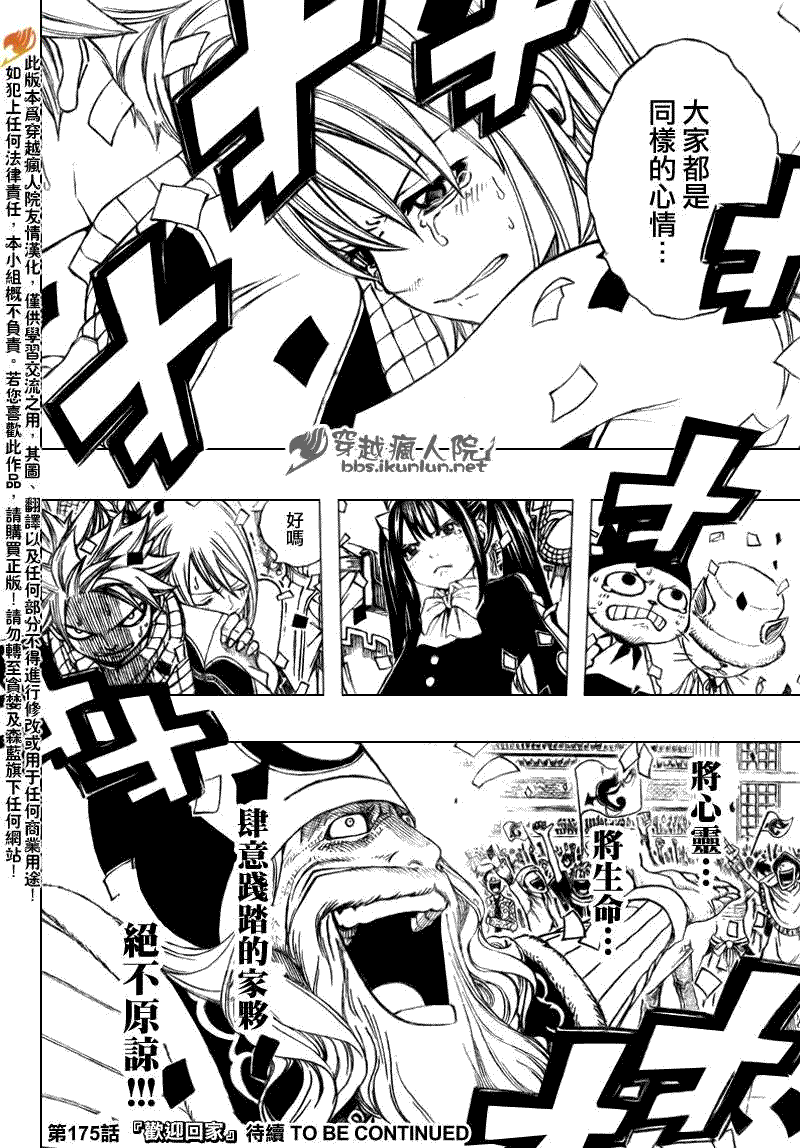 大家都是
同樣的心情…
穿越瘋人院
bbs.ikunlun.net
好嗎
將心靈…
將生命…
肆意踐踏的家夥
絕不原諒!!!
第175話 『歡迎回家』待續 TO BE CONTINUED
此版本爲穿越瘋人院友情漢化，僅供學習交流之用，其圖、翻譯以及任何部分不得進行修改或用于任何商業用途！
如犯上任何法律責任，本小組概不負責。若您喜歡此作品，請購買正版！請勿轉至貪婪及森藍旗下任何網站！